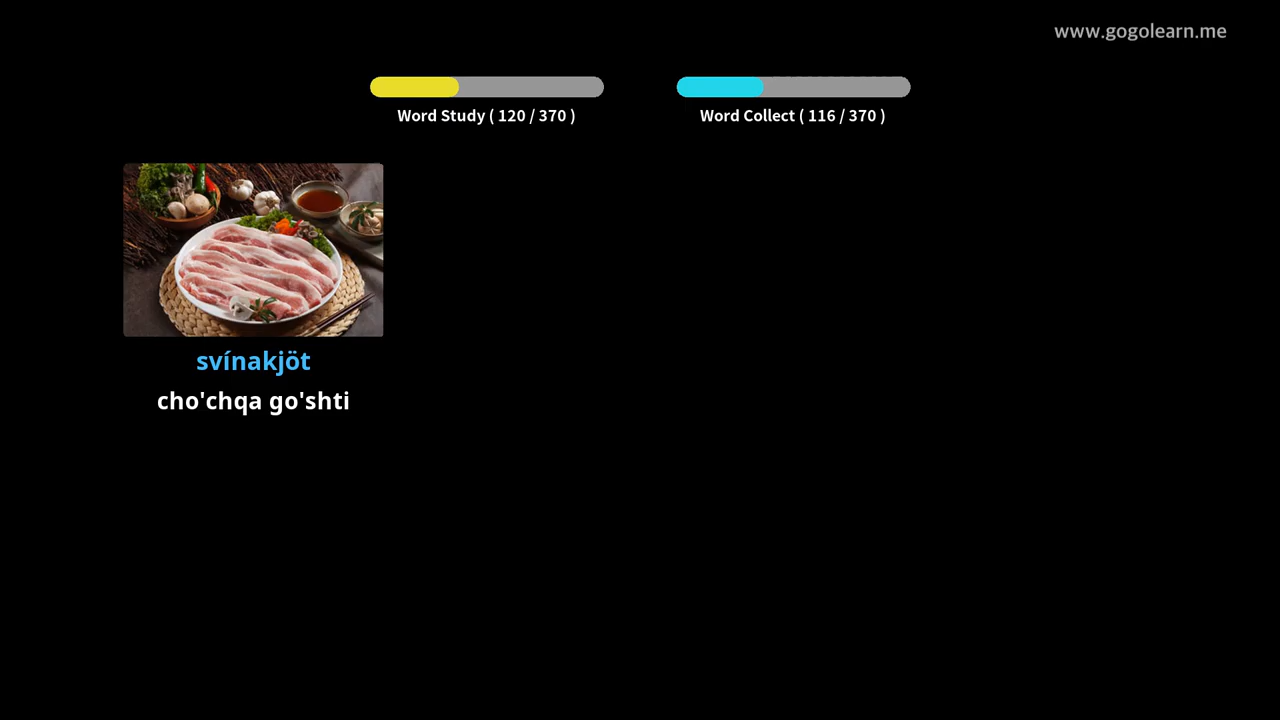 www.gogolearn.me
Word Study ( 120 / 370 )
Word Collect ( 116 / 370 )
svínakjöt
cho'chqa go'shti